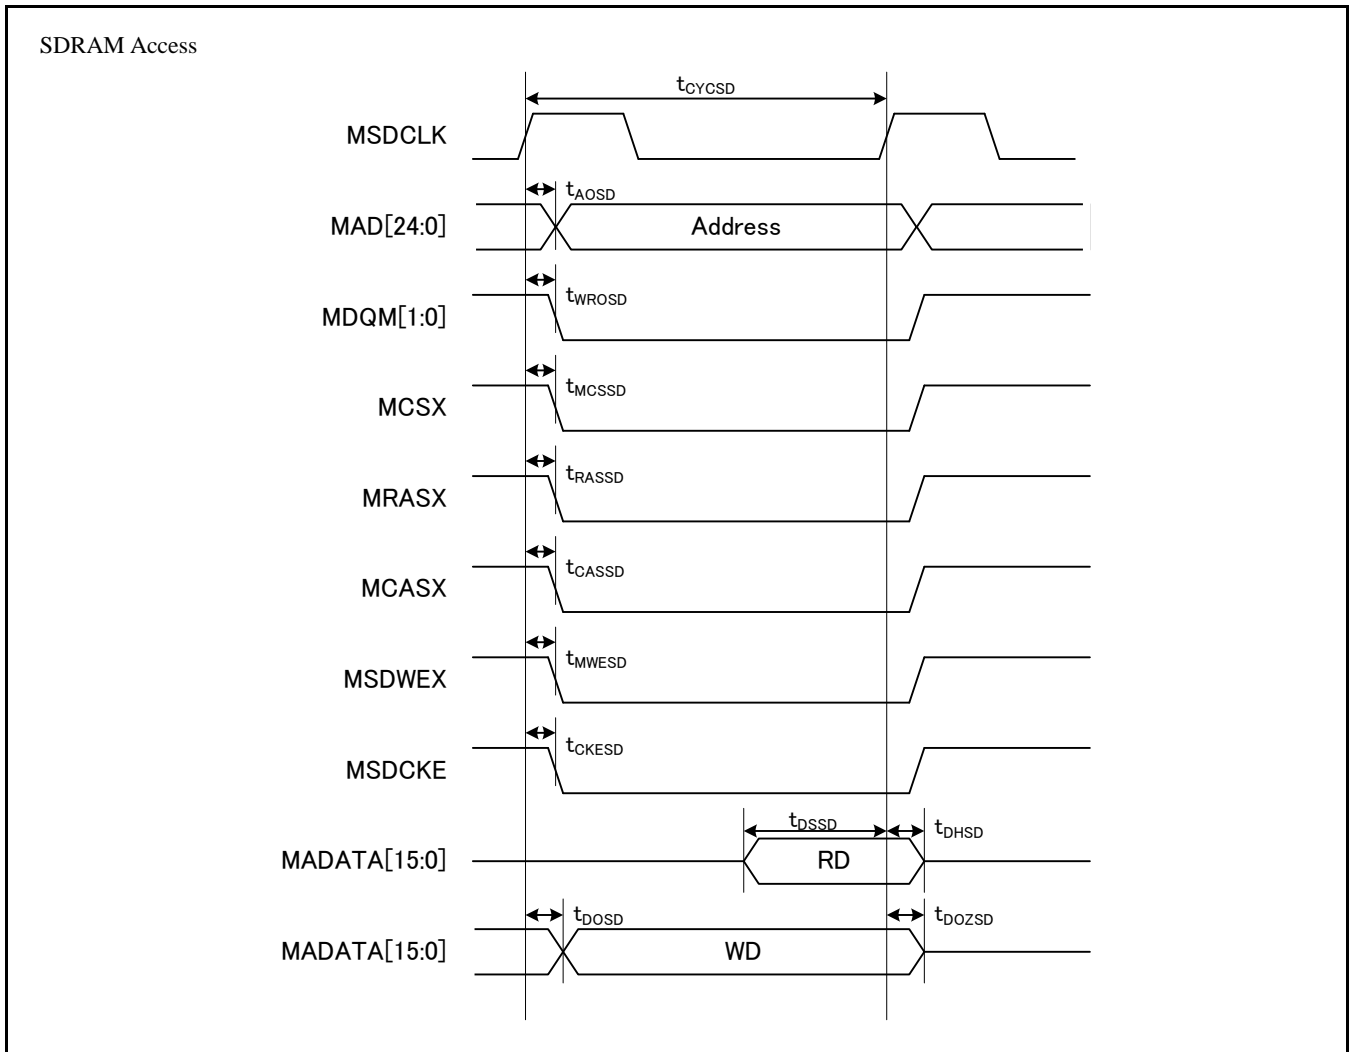 SDRAM Access
tCYCSD
MSDCLK
tAOSD
MAD[24:0]
Address
tWROSD
MDQM[1:0]
tMCSSD
MCSX
tRASSD
MRASX
tCASSD
MCASX
tMWESD
MSDWEX
tCKESD
MSDCKE
tDSSD
tDHSD
MADATA[15:0]
RD
tDOSD
tDOZSD
MADATA[15:0]
WD